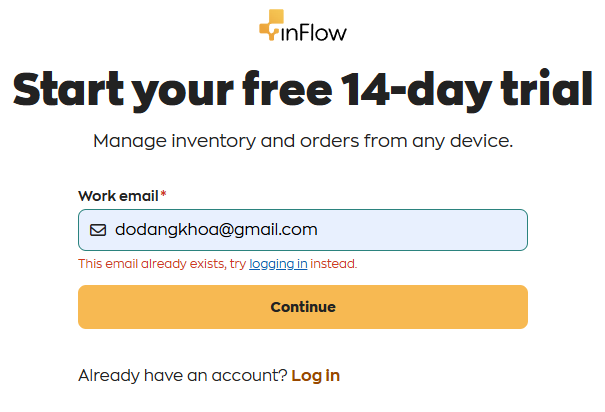 inFlow
Start your free 14-day trial
Manage inventory and orders from any device.
Work email*
dodangkhoa@gmail.com
This email already exists, try logging in instead.
Continue
Already have an account? Log in